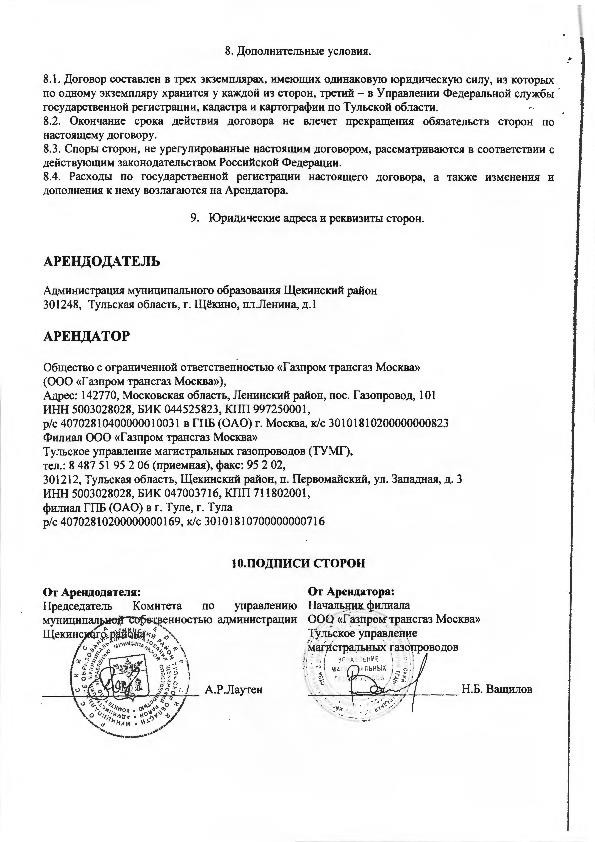 8. Дополнительные условия.
8.1. Договор составлен в трех экземплярах, имеющих одинаковую юридическую силу, из которых
по одному экземпляру хранится у каждой из сторон, третий – в Управлении Федеральной службы
государственной регистрации, кадастра и картографии по Тульской области.
8.2. Окончание срока действия договора не влечет прекращения обязательств сторон по
настоящему договору.
8.3. Споры сторон, не урегулированные настоящим договором, рассматриваются в соответствии с
действующим законодательством Российской Федерации.
8.4. Расходы по государственной регистрации настоящего договора, а также изменения и
дополнения к нему возлагаются на Арендатора.
9. Юридические адреса и реквизиты сторон.
АРЕНДОДАТЕЛЬ
Администрация муниципального образования Щекинский район
301248, Тульская область, г. Щёкино, пл.Ленина, д.1
АРЕНДАТОР
Общество с ограниченной ответственностью «Газпром трансгаз Москва»
(ООО «Газпром трансгаз Москва»),
Адрес: 142770, Московская область, Ленинский район, пос. Газопровод, 101
ИНН 5003028028, БИК 044525823, КПП 997250001,
р/с 40702810400000010031 в ГПБ (ОАО) г. Москва, к/с 30101810200000000823
Филиал ООО «Газпром трансгаз Москва»
Тульское управление магистральных газопроводов (ТУМГ),
тел.: 8 487 51 95 2 06 (приемная), факс: 95 2 02,
301212, Тульская область, Щекинский район, п. Первомайский, ул. Западная, д. 3
ИНН 5003028028, БИК 047003716, КПП 711802001,
филиал ГПБ (ОАО) в г. Туле, г. Тула
р/с 40702810200000000169, к/с 30101810700000000716
10.ПОДПИСИ СТОРОН
От Арендодателя:
Председатель Комитета по управлению
муниципальной собственностью администрации
Щекинского района
А.Р.Лаутен
От Арендатора:
Начальник филиала
ООО «Газпром трансгаз Москва»
Тульское управление
магистральных газопроводов
Н.Б. Ващилов